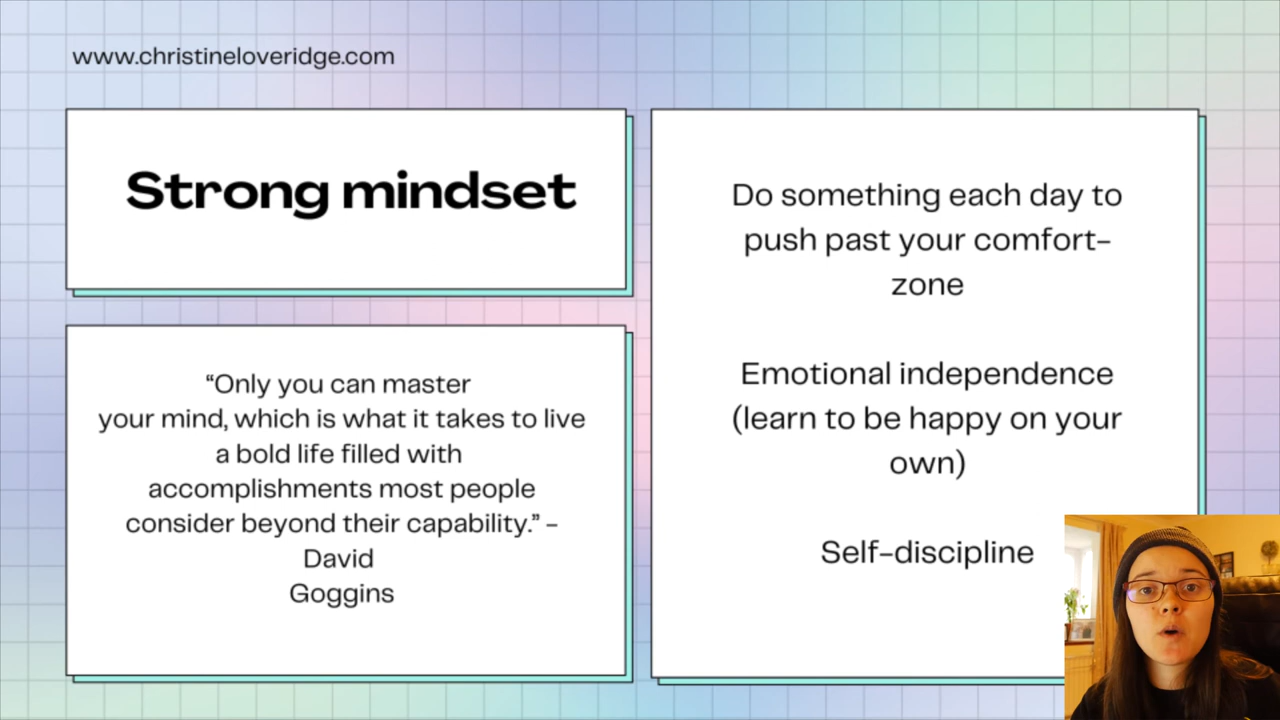 www.christineloveridge.com
Strong mindset
“Only you can master
your mind, which is what it takes to live
a bold life filled with
accomplishments most people
consider beyond their capability.” –
David
Goggins
Do something each day to
push past your comfort–
zone
Emotional independence
(learn to be happy on your
own)
Self–discipline